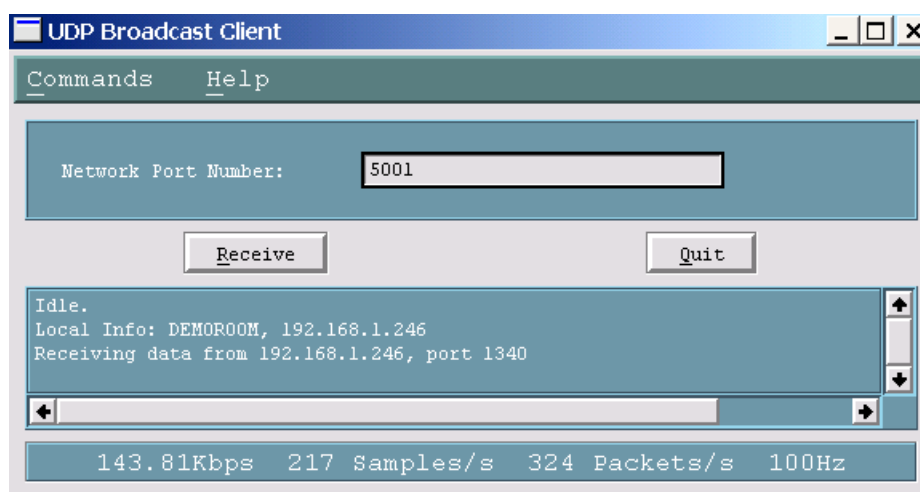 UDP Broadcast Client
Commands Help
Network Port Number: 5001
Receive Quit
Idle.
Local Info: DEMOROOM, 192.168.1.246
Receiving data from 192.168.1.246, port 1340
143.81Kbps 217 Samples/s 324 Packets/s 100Hz